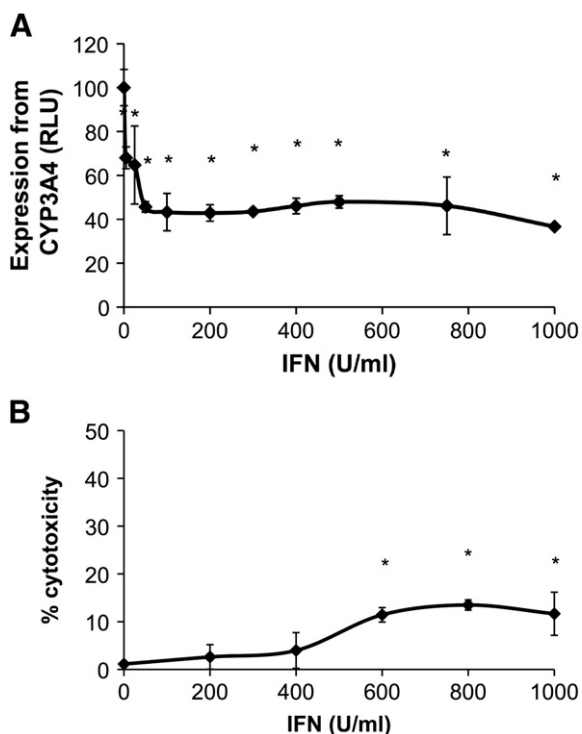 A
Expression from
CYP3A4 (RLU)
120
100
80
60
40
20
0
* * * * * * * * * * *
0 200 400 600 800 1000
IFN (U/ml)
B
% cytotoxicity
50
40
30
20
10
0
* * *
0 200 400 600 800 1000
IFN (U/ml)